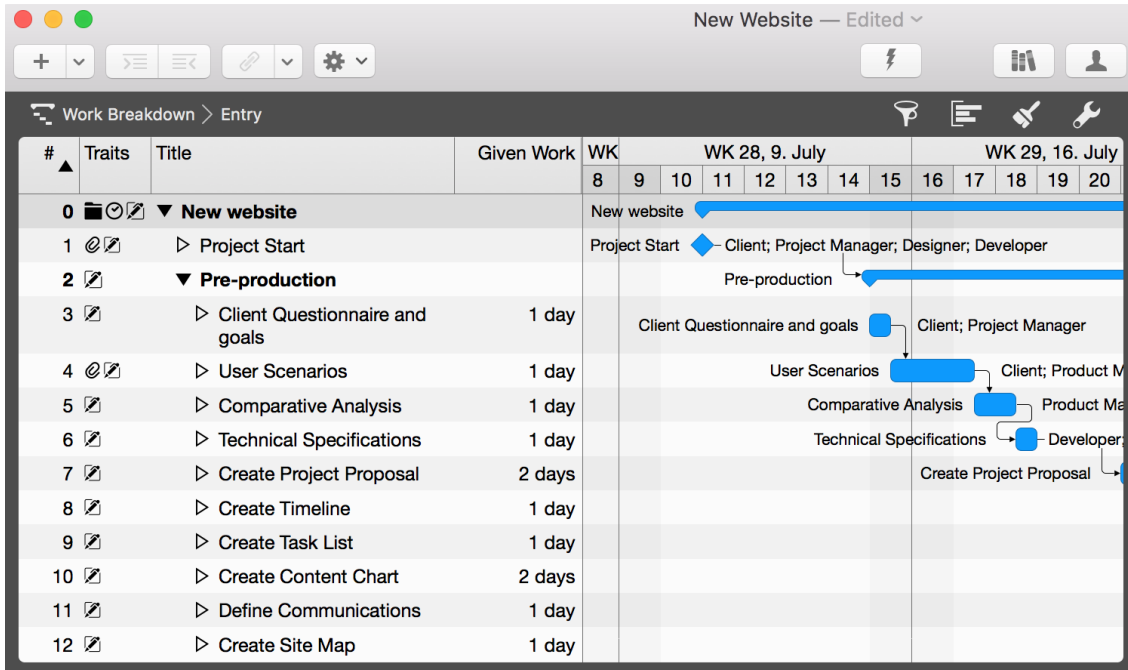 New Website — Edited
Work Breakdown Entry
# Traits Title Given Work WK WK 28, 9. July WK 29, 16. July
8 9 10 11 12 13 14 15 16 17 18 19 20
0 New website New website
1 Project Start Project Start Client; Project Manager; Designer; Developer
2 Pre-production Pre-production
3 Client Questionnaire and 1 day Client Questionnaire and goals Client; Project Manager
goals
4 User Scenarios 1 day User Scenarios Client; Product M
5 Comparative Analysis 1 day Comparative Analysis Product Ma
6 Technical Specifications 1 day Technical Specifications Developer;
7 Create Project Proposal 2 days Create Project Proposal
8 Create Timeline 1 day
9 Create Task List 1 day
10 Create Content Chart 2 days
11 Define Communications 1 day
12 Create Site Map 1 day